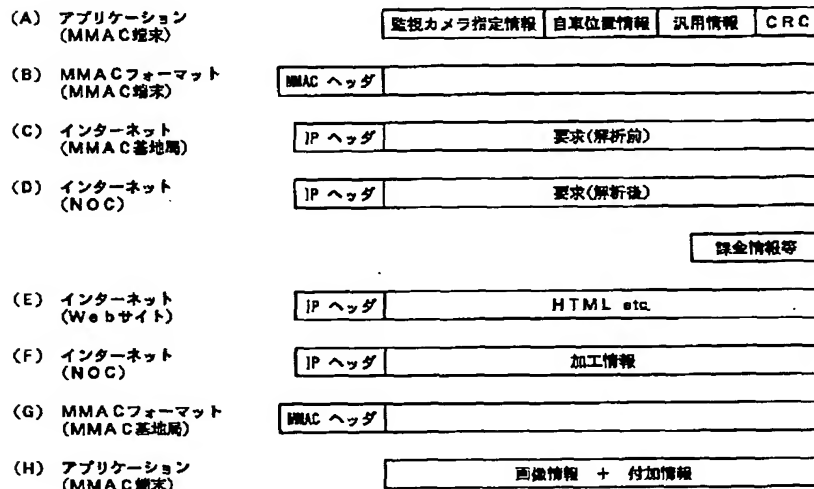 (A) アプリケーション
(MMAC端末)
監視カメラ指定情報 自車位置情報 汎用情報 CRC
(B) MMACフォーマット
(MMAC端末)
MMAC ヘッダ
(C) インターネット
(MMAC基地局)
IP ヘッダ 要求(解析前)
(D) インターネット
(NOC)
IP ヘッダ 要求(解析後)
課金情報等
(E) インターネット
(Webサイト)
IP ヘッダ HTML etc.
(F) インターネット
(NOC)
IP ヘッダ 加工情報
(G) MMACフォーマット
(MMAC基地局)
MMAC ヘッダ
(H) アプリケーション
(MMAC端末)
画像情報 + 付加情報